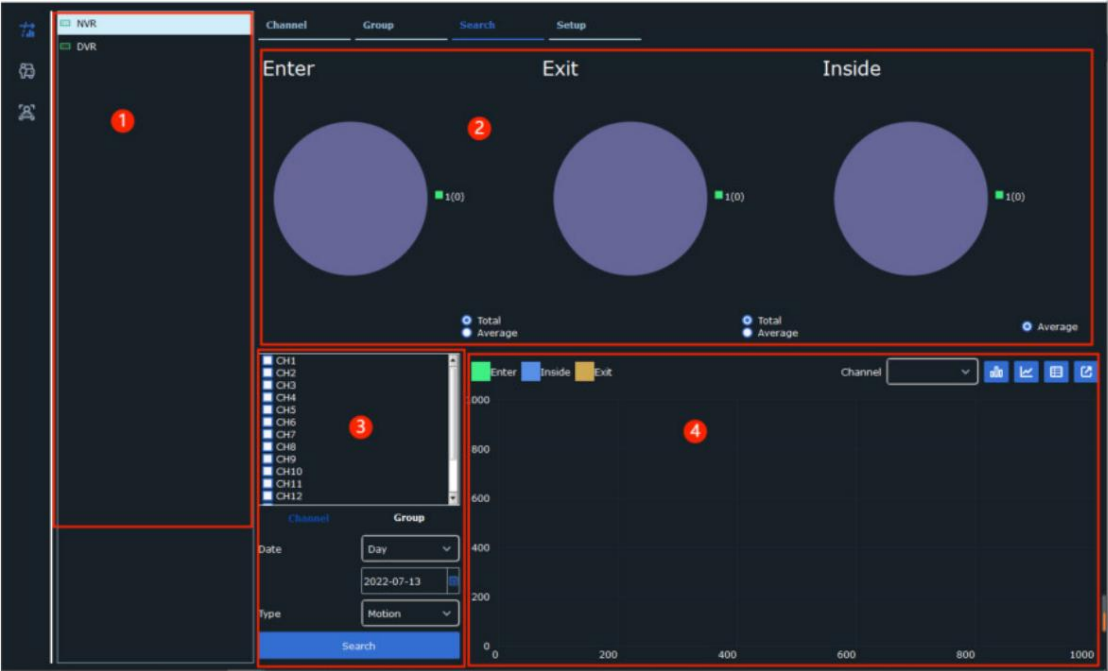 NVR
DVR
1
Channel Group Search Setup
Enter Exit Inside
2
1(0) 1(0) 1(0)
Total Total
Average Average Average
CH1
CH2
CH3
CH4
CH5
CH6
CH7
CH8
CH9
CH10
CH11
CH12
3
Channel Group
Date Day
2022-07-13
Type Motion
Search
Enter Inside Exit Channel
4
1000
800
600
400
200
0
0 200 400 600 800 1000